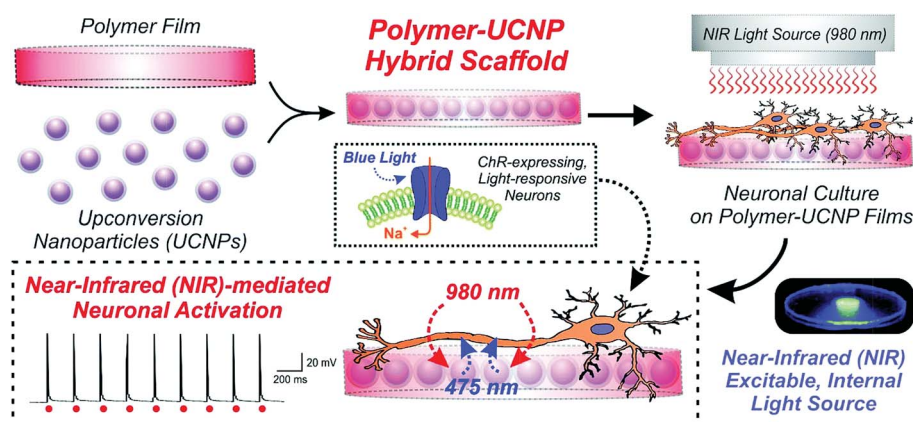 Polymer Film
Upconversion
Nanoparticles (UCNPs)
Polymer-UCNP
Hybrid Scaffold
NIR Light Source (980 nm)
Blue Light
ChR-expressing,
Light-responsive
Neurons
Na+
Neuronal Culture
on Polymer-UCNP Films
Near-Infrared (NIR)-mediated
Neuronal Activation
20 mV
200 ms
980 nm
475 nm
Near-Infrared (NIR)
Excitable, Internal
Light Source